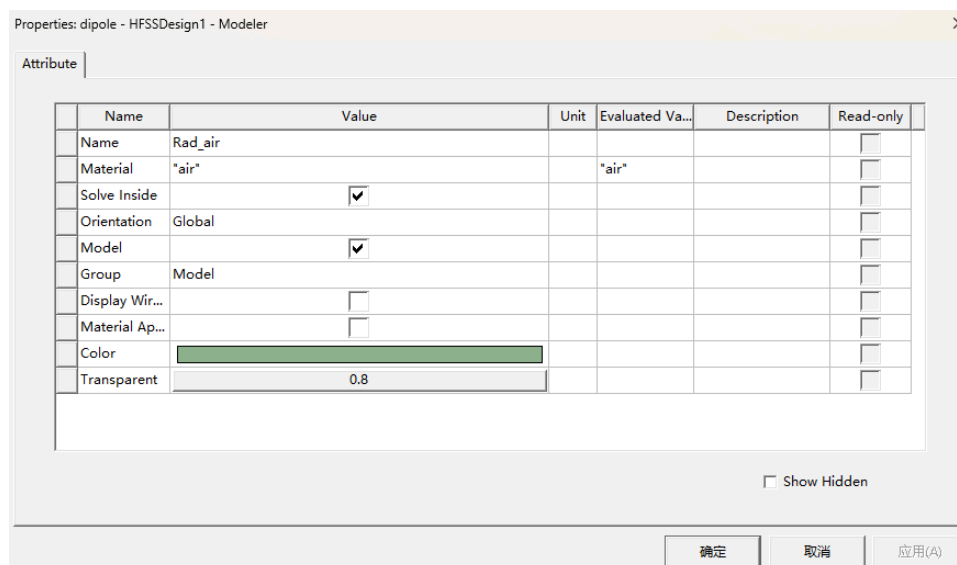 Properties: dipole - HFSSDesign1 - Modeler
Attribute
Name Value Unit Evaluated Va... Description Read-only
Name Rad_air
Material "air" "air"
Solve Inside
Orientation Global
Model
Group Model
Display Wir...
Material Ap...
Color
Transparent 0.8
Show Hidden
确定 取消 应用(A)